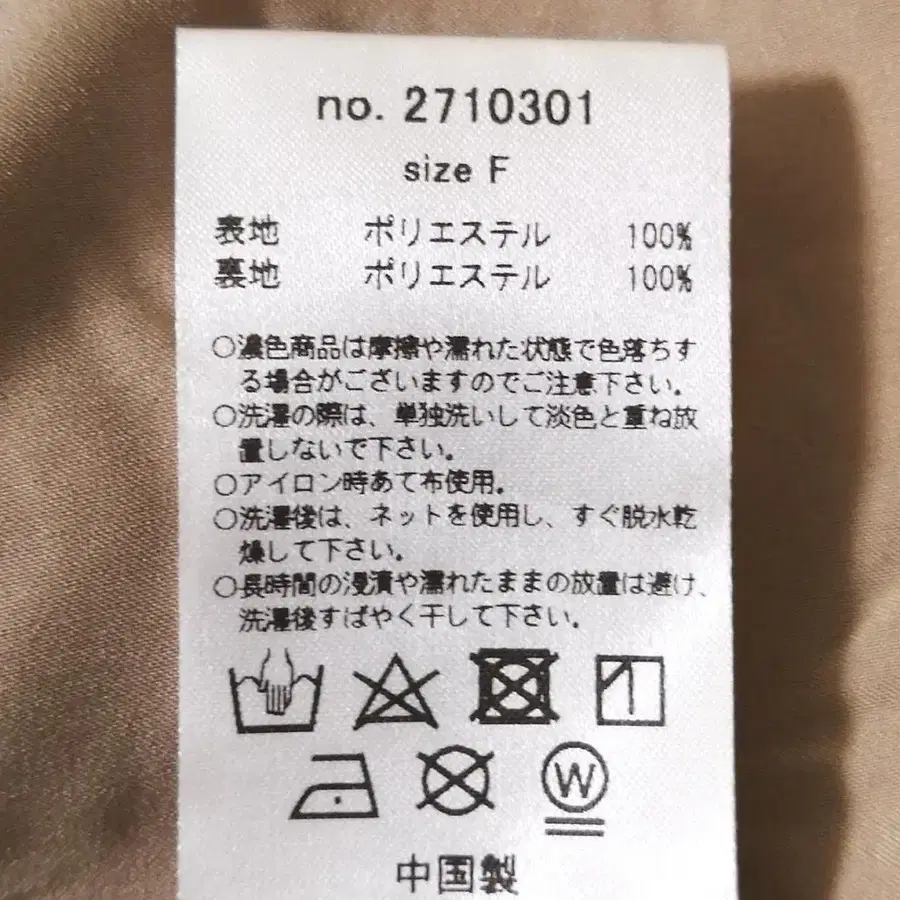 no. 2710301
size F
表地 ポリエステル 100%
裏地 ポリエステル 100%
○濃色商品は摩擦や濡れた状態で色落ちす
る場合がございますのでご注意下さい。
○洗濯の際は、単独洗いして淡色と重ね放
置しないで下さい。
○アイロン時あて布使用。
○洗濯後は、ネットを使用し、すぐ脱水乾
燥して下さい。
○長時間の浸漬や濡れたままの放置は避け、
洗濯後すばやく干して下さい。
W
中国製